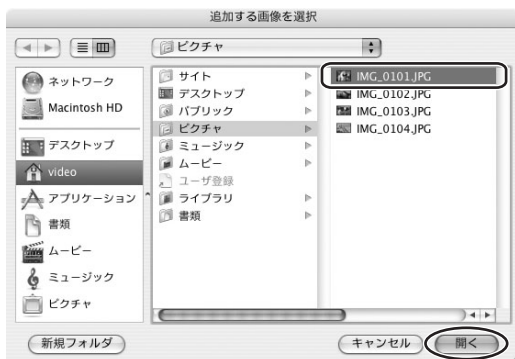 追加する画像を選択
ピクチャ
ネットワーク
Macintosh HD
デスクトップ
video
アプリケーション
書類
ムービー
ミュージック
ピクチャ
サイト
デスクトップ
パブリック
ピクチャ
ミュージック
ムービー
ユーザ登録
ライブラリ
書類
IMG_0101.JPG
IMG_0102.JPG
IMG_0103.JPG
IMG_0104.JPG
新規フォルダ
キャンセル
開く